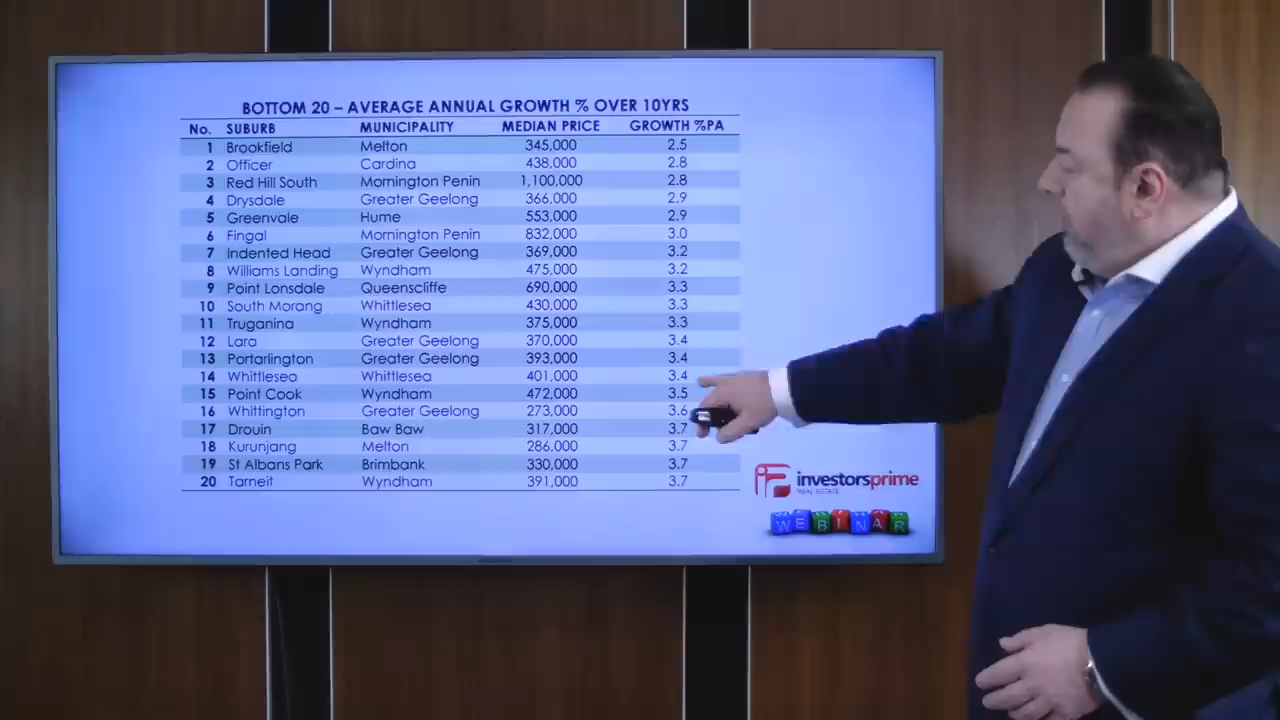 BOTTOM 20 – AVERAGE ANNUAL GROWTH % OVER 10YRS
No. SUBURB MUNICIPALITY MEDIAN PRICE GROWTH %PA
1 Brookfield Melton 345,000 2.5
2 Officer Cardina 438,000 2.8
3 Red Hill South Mornington Penin 1,100,000 2.8
4 Drysdale Greater Geelong 366,000 2.9
5 Greenvale Hume 553,000 2.9
6 Fingal Mornington Penin 832,000 3.0
7 Indented Head Greater Geelong 369,000 3.2
8 Williams Landing Wyndham 475,000 3.2
9 Point Lonsdale Queenscliffe 690,000 3.3
10 South Morang Whittlesea 430,000 3.3
11 Truganina Wyndham 375,000 3.3
12 Lara Greater Geelong 370,000 3.4
13 Portarlington Greater Geelong 393,000 3.4
14 Whittlesea Whittlesea 401,000 3.4
15 Point Cook Wyndham 472,000 3.5
16 Whittington Greater Geelong 273,000 3.6
17 Drouin Baw Baw 317,000 3.7
18 Kurunjang Melton 286,000 3.7
19 St Albans Park Brimbank 330,000 3.7
20 Tarneit Wyndham 391,000 3.7
investorsprime
REAL ESTATE
WEBINAR